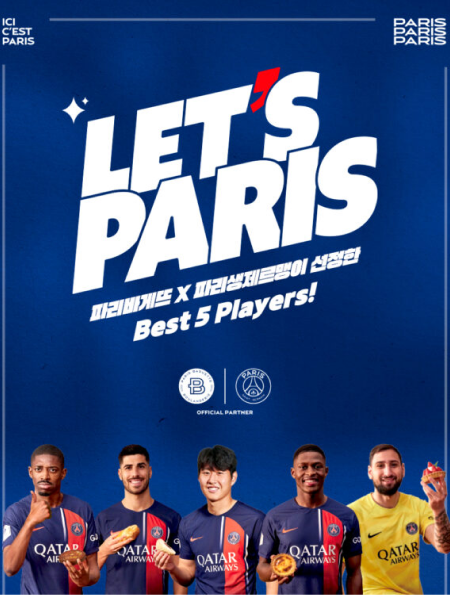 ICI
C'EST
PARIS
PARIS
PARIS
PARIS
LET'S
PARIS
파리바게뜨 X 파리생제르맹이 선정한
Best 5 Players!
PARIS
OFFICIAL PARTNER
QATAR
AIRWAYS
QATAR
AIRWAYS
QATAR
AIRWAYS
QATAR
AIRWAYS
QATAR